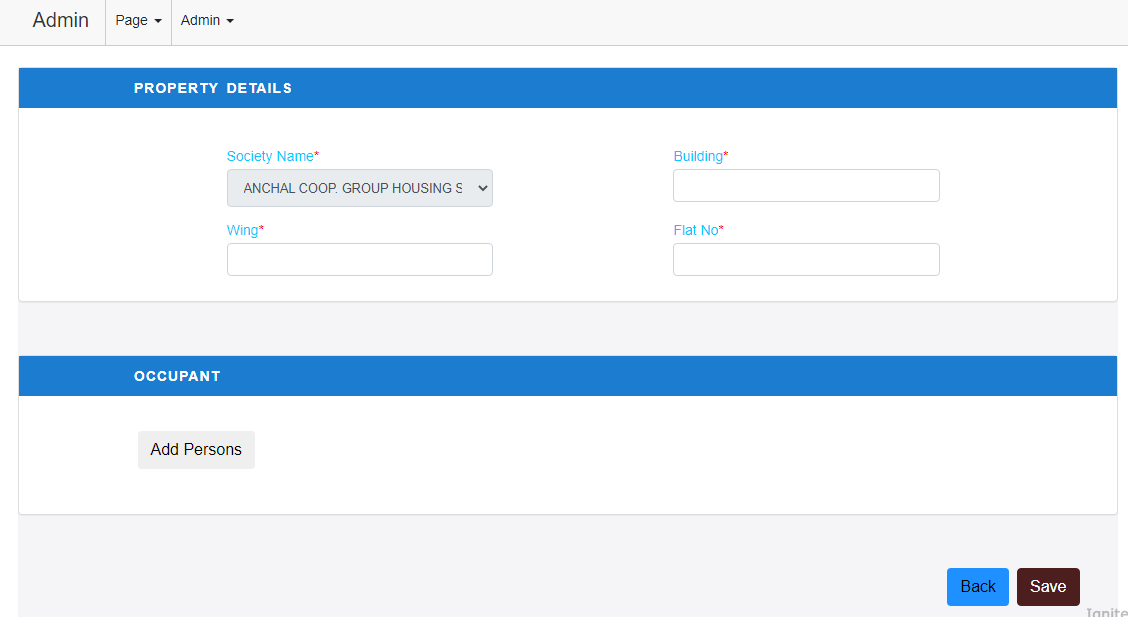 Admin Page Admin
PROPERTY DETAILS
Society Name* Building*
ANCHAL COOP. GROUP HOUSING S
Wing* Flat No*
OCCUPANT
Add Persons
Back Save
Ignite